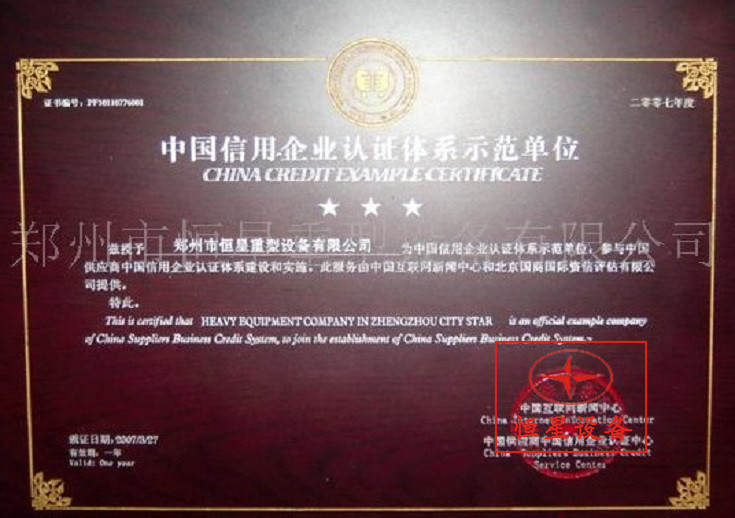 证书编号：PF50110776001
二零零七年度
中国信用企业认证体系示范单位
CHINA CREDIT EXAMPLE CERTIFICATE
郑州市恒星重型设备有限公司
兹授予 郑州市恒星重型设备有限公司 为中国信用企业认证体系示范单位，参与中国
供应商中国信用企业认证体系建设和实施。此服务由中国互联网新闻中心和北京国商国际资信评估有限公
司提供。
特此。
This is certified that HEAVY EQUIPMENT COMPANY IN ZHENGZHOU CITY STAR is an official example company
of China Suppliers Business Credit System, to join the establishment of China Suppliers Business Credit System.
中国互联网新闻中心
China Internet Information Center
恒星设备
颁证日期：2007/3/27
中国供应商中国信用企业认证中心
有效期：一年
China Suppliers Business Credit
Valid: One year
Service Center